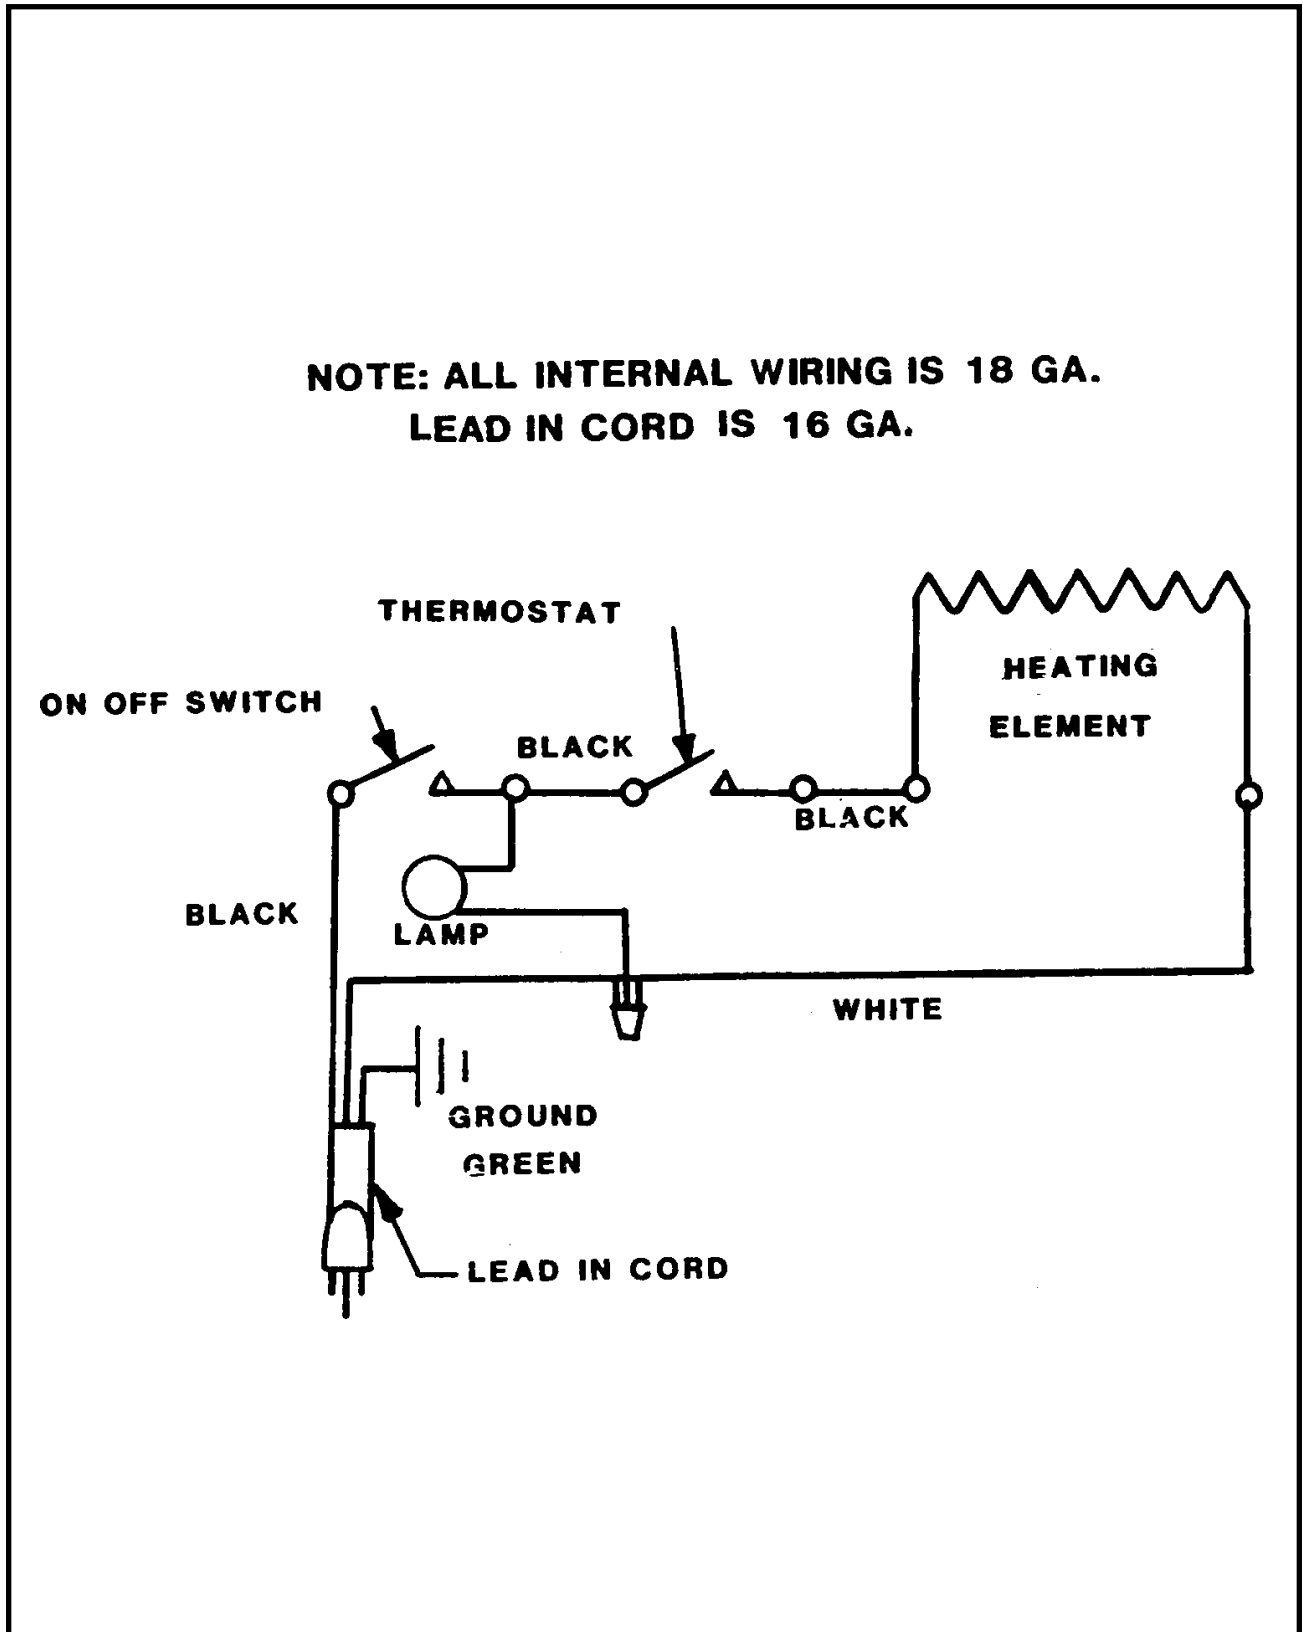 NOTE: ALL INTERNAL WIRING IS 18 GA.
LEAD IN CORD IS 16 GA.
THERMOSTAT
HEATING
ELEMENT
ON OFF SWITCH
BLACK
BLACK
BLACK
LAMP
WHITE
GROUND
GREEN
LEAD IN CORD